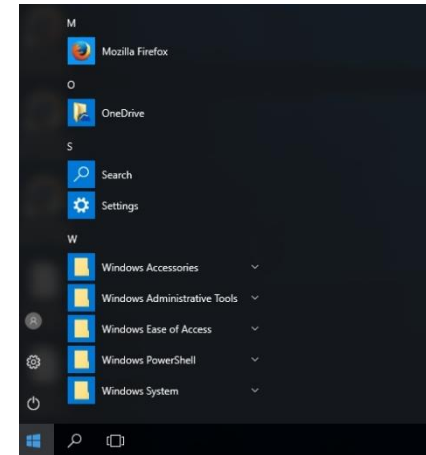 M
Mozilla Firefox
O
OneDrive
S
Search
Settings
W
Windows Accessories
Windows Administrative Tools
Windows Ease of Access
Windows PowerShell
Windows System